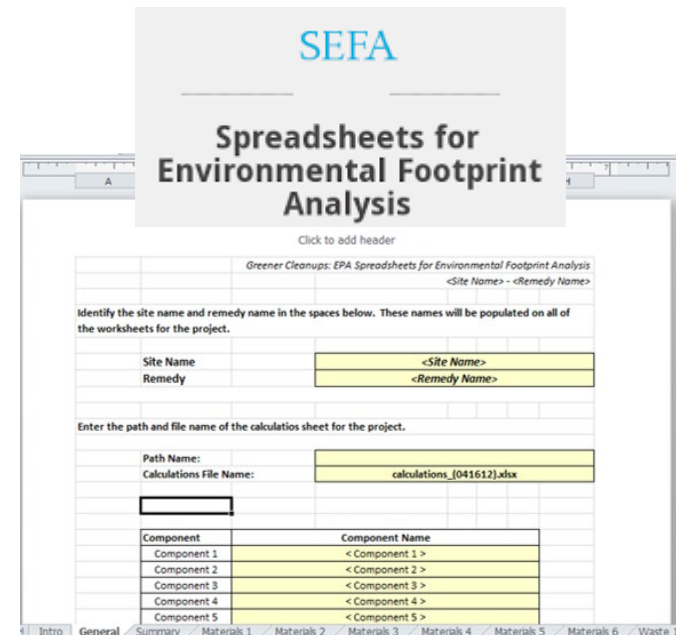 SEFA
Spreadsheets for
Environmental Footprint
Analysis
A
7
H
Click to add header
Greener Cleanups: EPA Spreadsheets for Environmental Footprint Analysis
<Site Name> - <Remedy Name>
Identify the site name and remedy name in the spaces below. These names will be populated on all of
the worksheets for the project.
Site Name <Site Name>
Remedy <Remedy Name>
Enter the path and file name of the calculatios sheet for the project.
Path Name:
Calculations File Name: calculations_(041612).xlsx
Component Component Name
Component 1 < Component 1 >
Component 2 < Component 2 >
Component 3 < Component 3 >
Component 4 < Component 4 >
Component 5 < Component 5 >
Intro General Summary Materials 1 Materials 2 Materials 3 Materials 4 Materials 5 Materials 6 Waste